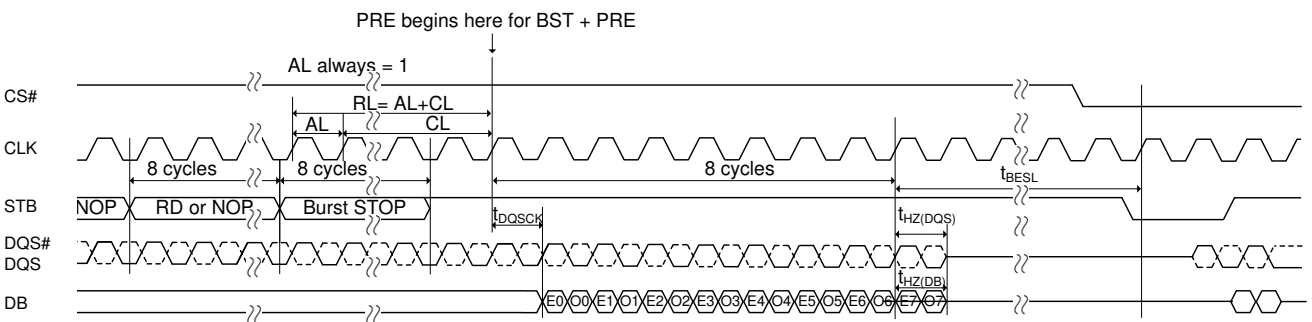 PRE begins here for BST + PRE
AL always = 1
CS#
RL= AL+CL
AL CL
CLK
8 cycles 8 cycles 8 cycles tBESL
STB NOP RD or NOP Burst STOP tDQSCK tHZ(DQS)
DQS#
DQS
tHZ(DB)
DB E0 O0 E1 O1 E2 O2 E3 O3 E4 O4 E5 O5 E6 O6 E7 O7